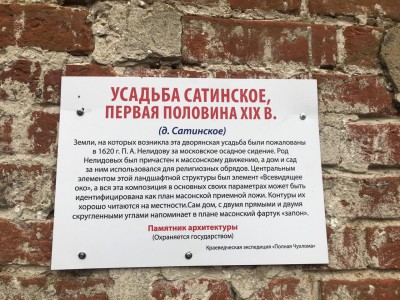 УСАДЬБА САТИНСКОЕ,
ПЕРВАЯ ПОЛОВИНА XIX В.
(д. Сатинское)
Земли, на которых возникла эта дворянская усадьба были пожалованы
в 1620 г. П. А. Нелидову за московское осадное сидение. Род
Нелидовых был причастен к массонскому движению, а дом и сад
за ним использовался для религиозных обрядов. Центральным
элементом этой ландшафтной структуры был элемент «Всевидящее
око», а вся эта композиция в основных своих параметрах может быть
идентифицирована как план масонской приемной ложи. Контуры их
хорошо читаются на местности.Сам дом, с двумя прямыми и двумя
скругленными углами напоминает в плане масонский фартук «запон».
Памятник архитектуры
(Охраняется государством)
Краеведческая экспедиция «Полная Чухлома»